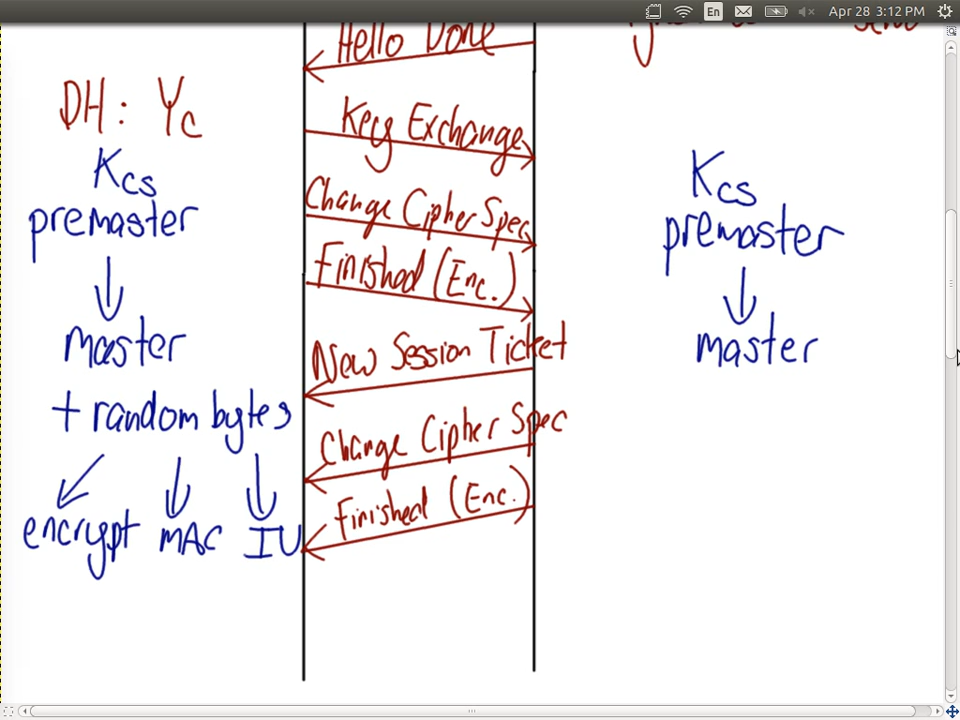 En
Apr 28 3:12 PM
Hello Done
DH: Yc
Key Exchange
Kcs
premaster
Change Cipher Spec
Finished (Enc.)
master
New Session Ticket
+ random bytes
Change Cipher Spec
encrypt MAC IV
Finished (Enc.)
Kcs
premaster
master